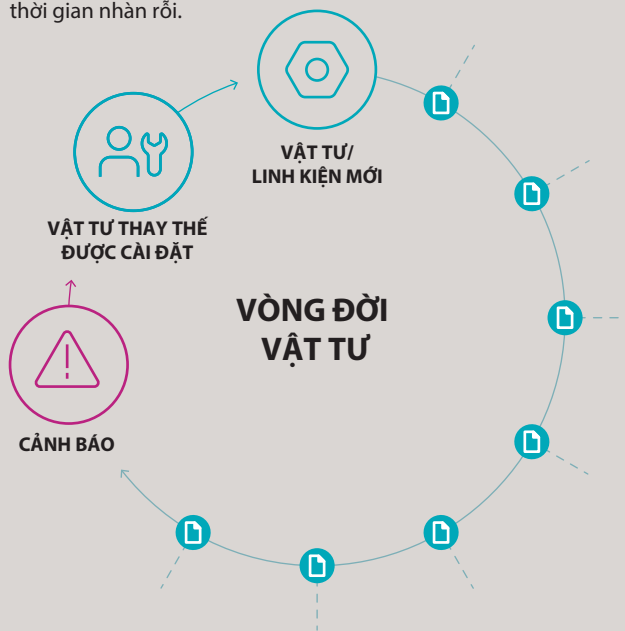 thời gian nhàn rỗi.
VẬT TƯ/
LINH KIỆN MỚI
VẬT TƯ THAY THẾ
ĐƯỢC CÀI ĐẶT
VÒNG ĐỜI
VẬT TƯ
CẢNH BÁO